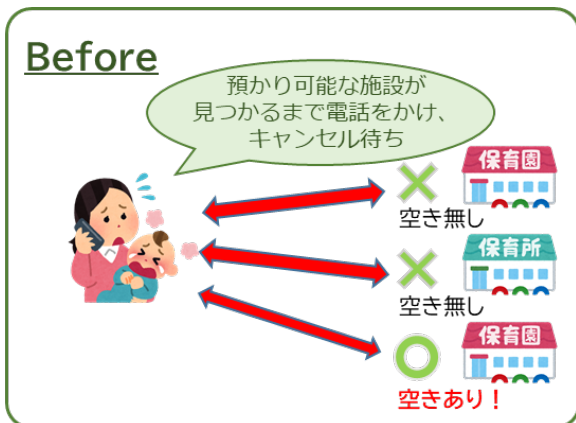 Before
預かり可能な施設が
見つかるまで電話をかけ、
キャンセル待ち
保育園
空き無し
保育所
空き無し
保育園
空きあり！